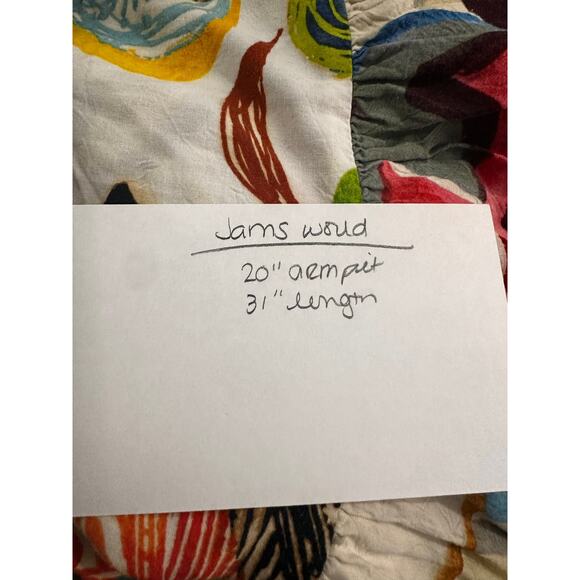 Jams world
20" armpit
31" length